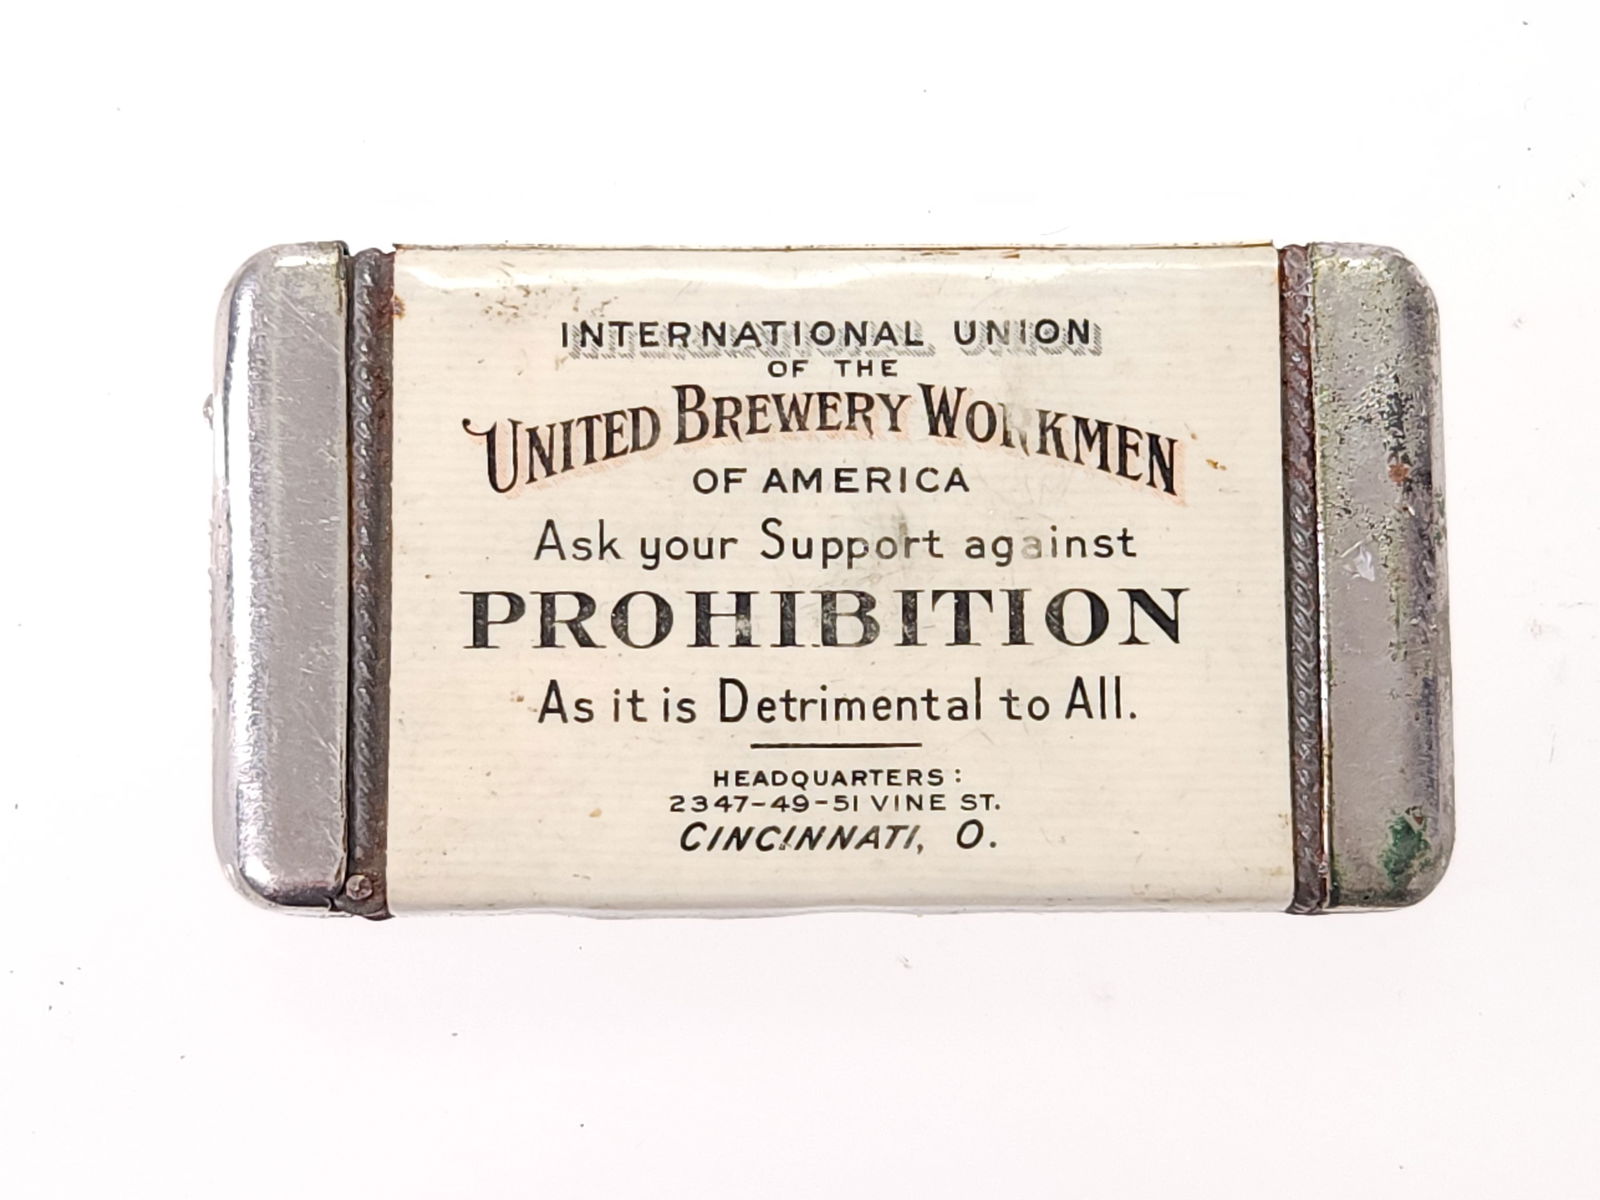 INTERNATIONAL UNION
OF THE
UNITED BREWERY WORKMEN
OF AMERICA
Ask your Support against
PROHIBITION
As it is Detrimental to All.
HEADQUARTERS:
2347-49-51 VINE ST.
CINCINNATI, O.